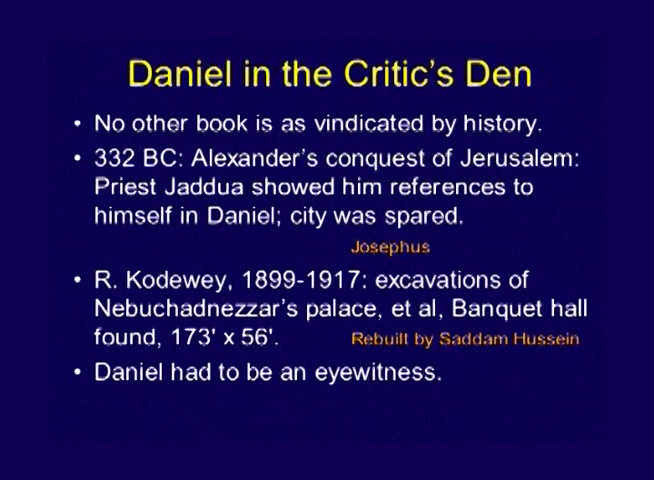 Daniel in the Critic's Den
• No other book is as vindicated by history.
• 332 BC: Alexander's conquest of Jerusalem:
Priest Jaddua showed him references to
himself in Daniel; city was spared.
Josephus
• R. Kodewey, 1899-1917: excavations of
Nebuchadnezzar's palace, et al, Banquet hall
found, 173' x 56'. Rebuilt by Saddam Hussein
• Daniel had to be an eyewitness.